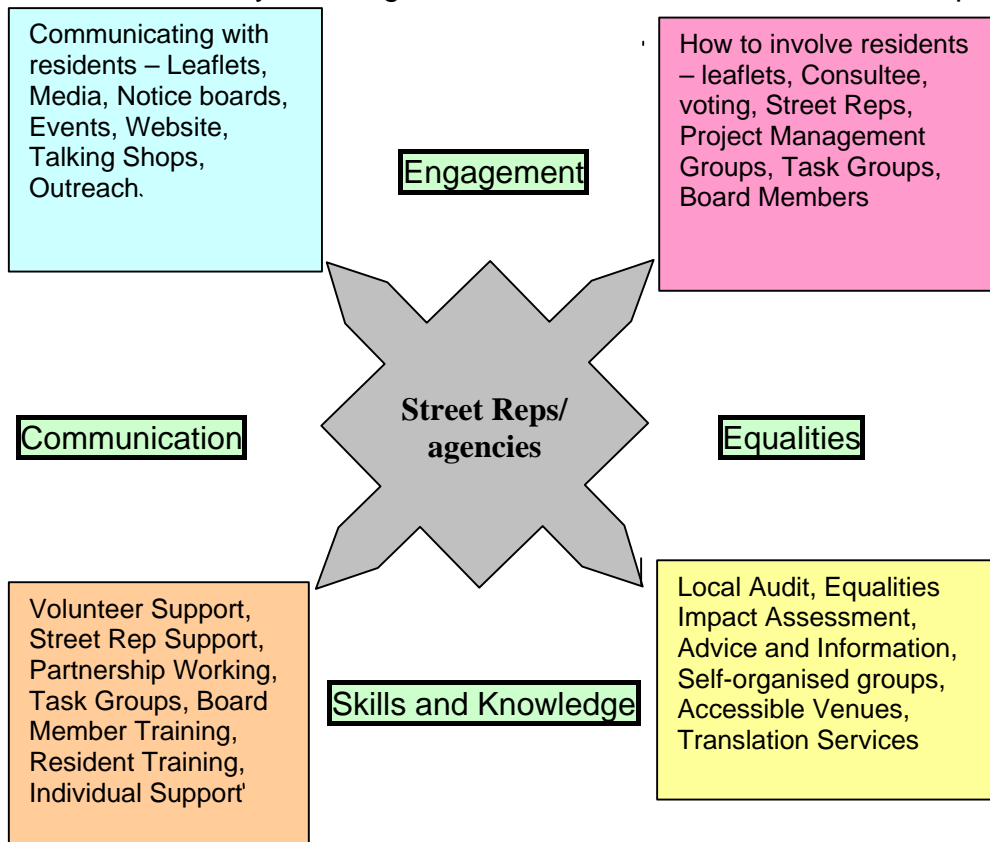 Communicating with
residents – Leaflets,
Media, Notice boards,
Events, Website,
Talking Shops,
Outreach.
Engagement
How to involve residents
– leaflets, Consultee,
voting, Street Reps,
Project Management
Groups, Task Groups,
Board Members
Communication
Street Reps/
agencies
Equalities
Volunteer Support,
Street Rep Support,
Partnership Working,
Task Groups, Board
Member Training,
Resident Training,
Individual Support
Skills and Knowledge
Local Audit, Equalities
Impact Assessment,
Advice and Information,
Self-organised groups,
Accessible Venues,
Translation Services